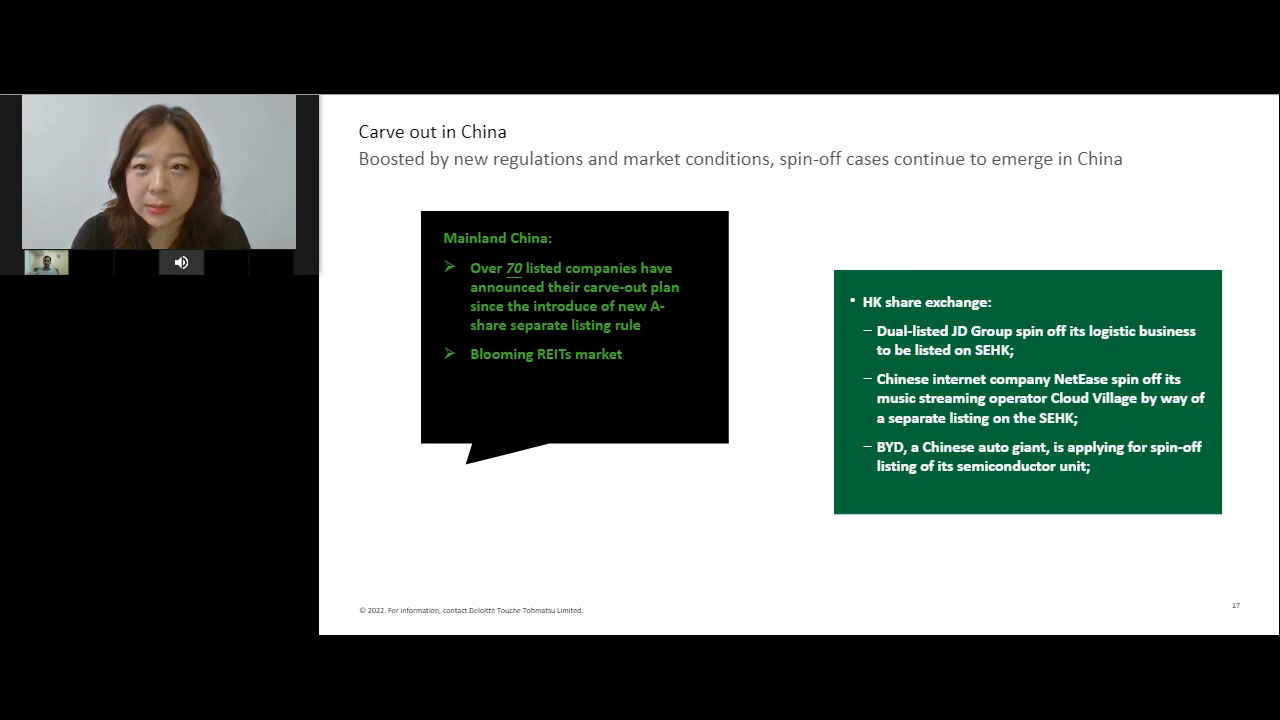 Carve out in China
Boosted by new regulations and market conditions, spin-off cases continue to emerge in China
Mainland China:
Over 70 listed companies have
announced their carve-out plan
since the introduce of new A-
share separate listing rule
Blooming REITs market
• HK share exchange:
– Dual-listed JD Group spin off its logistic business
to be listed on SEHK;
– Chinese internet company NetEase spin off its
music streaming operator Cloud Village by way of
a separate listing on the SEHK;
– BYD, a Chinese auto giant, is applying for spin-off
listing of its semiconductor unit;
© 2022. For information, contact Deloitte Touche Tohmatsu Limited.
17